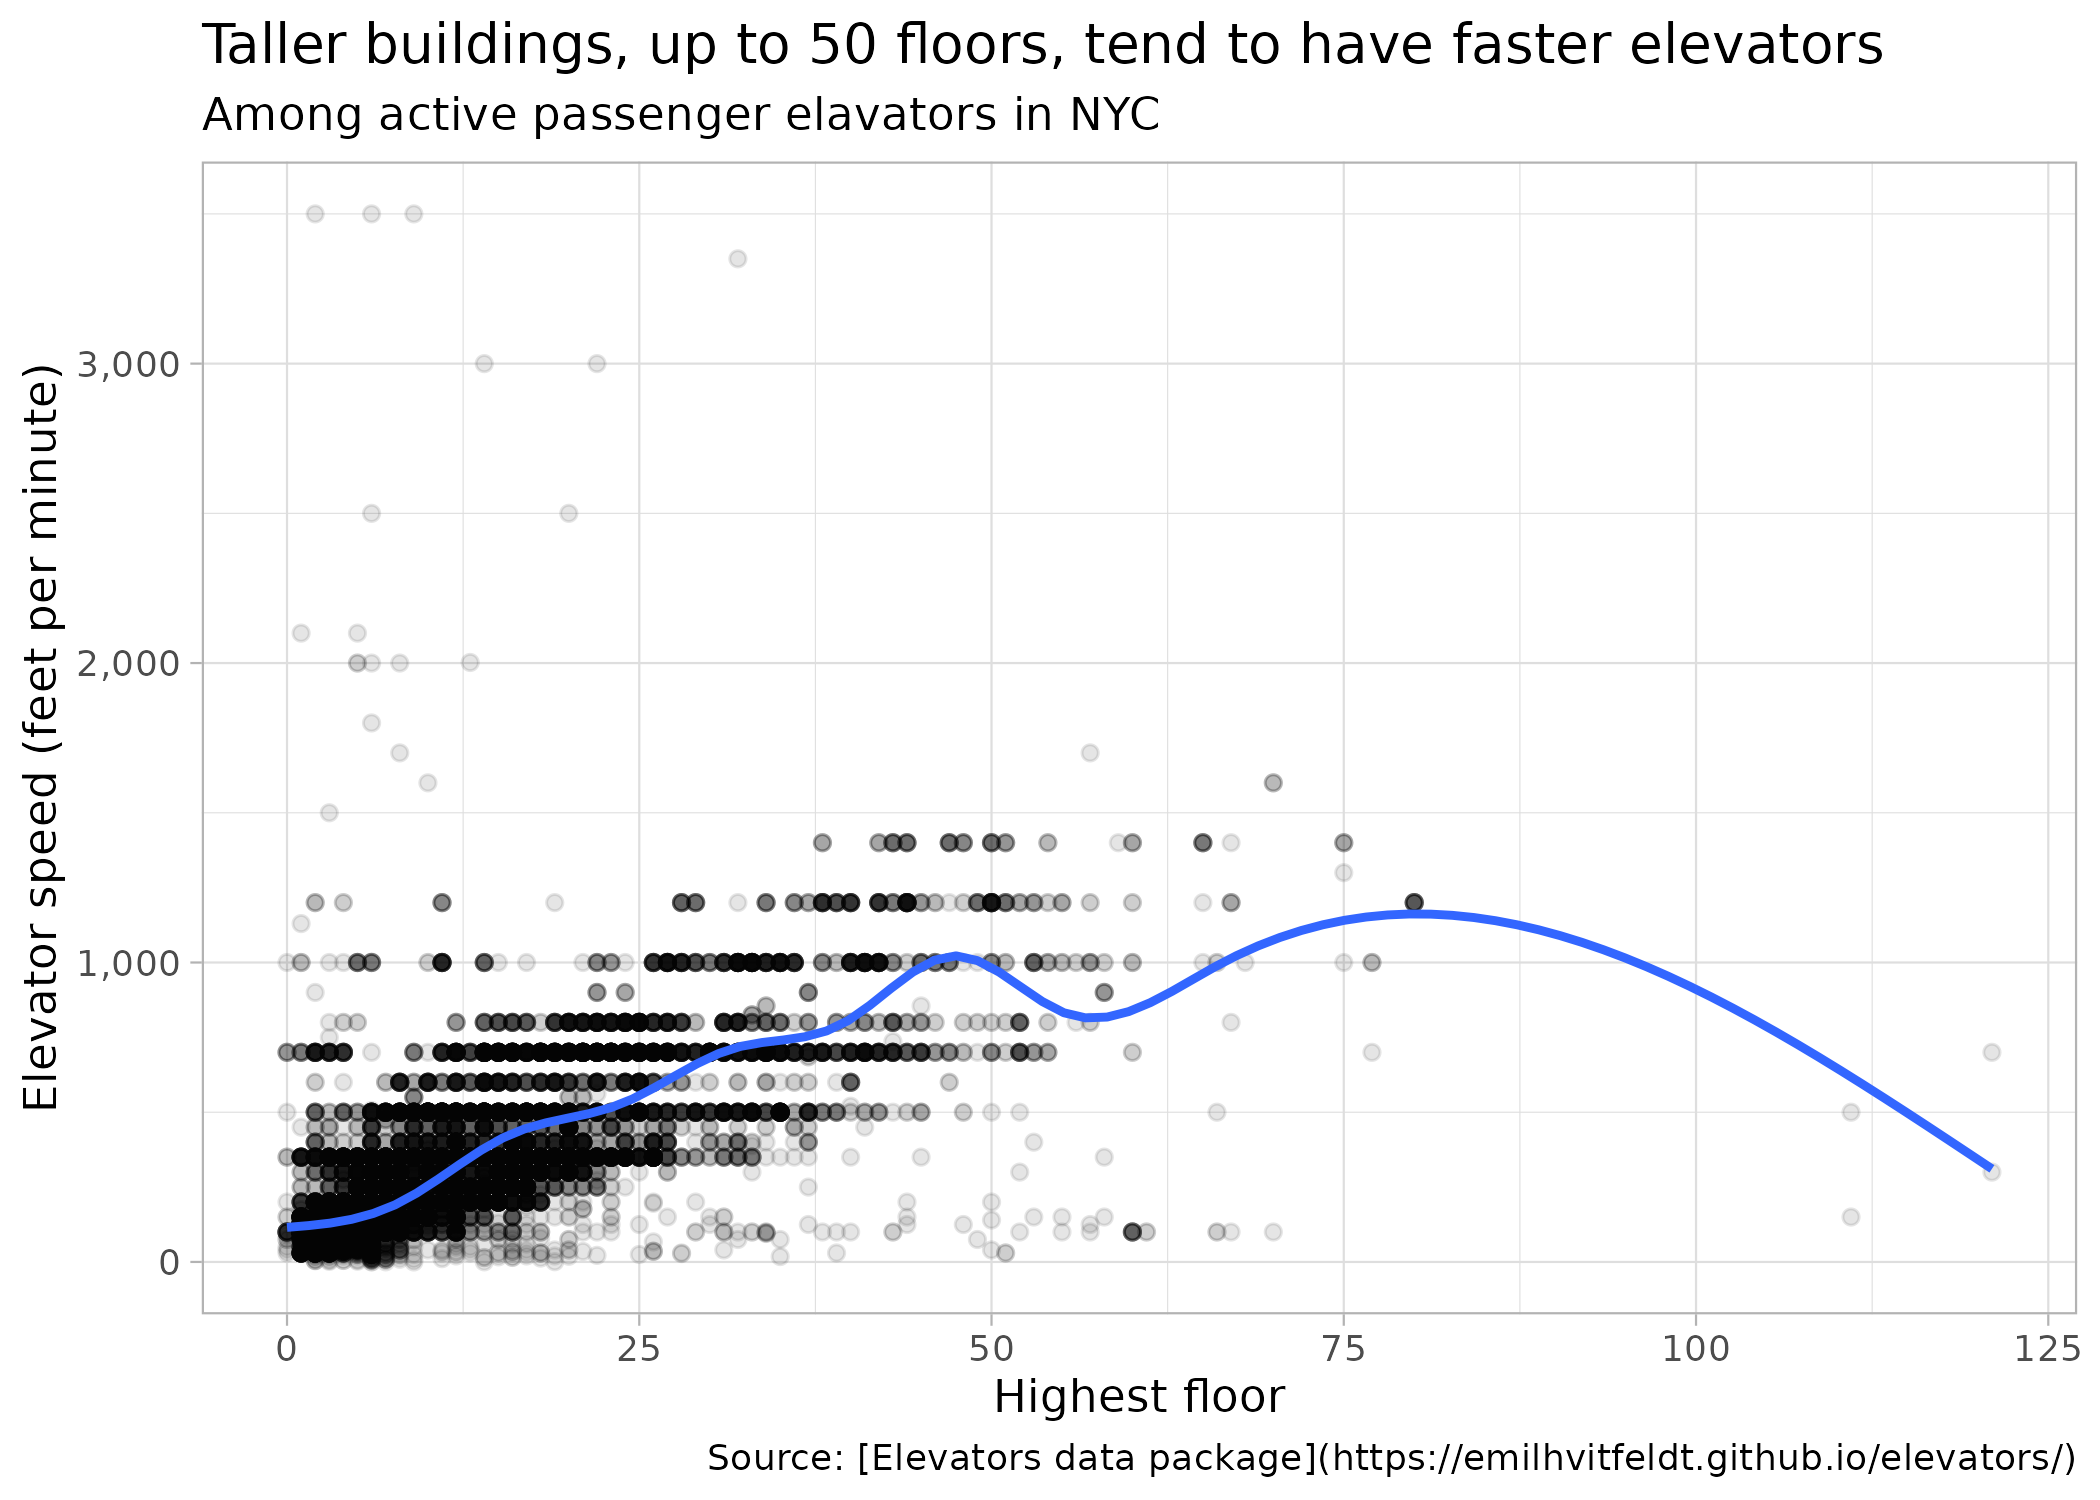 Taller buildings, up to 50 floors, tend to have faster elevators
Among active passenger elavators in NYC
Elevator speed (feet per minute)
3,000
2,000
1,000
0
0 25 50 75 100 125
Highest floor
Source: [Elevators data package](https://emilhvitfeldt.github.io/elevators/)